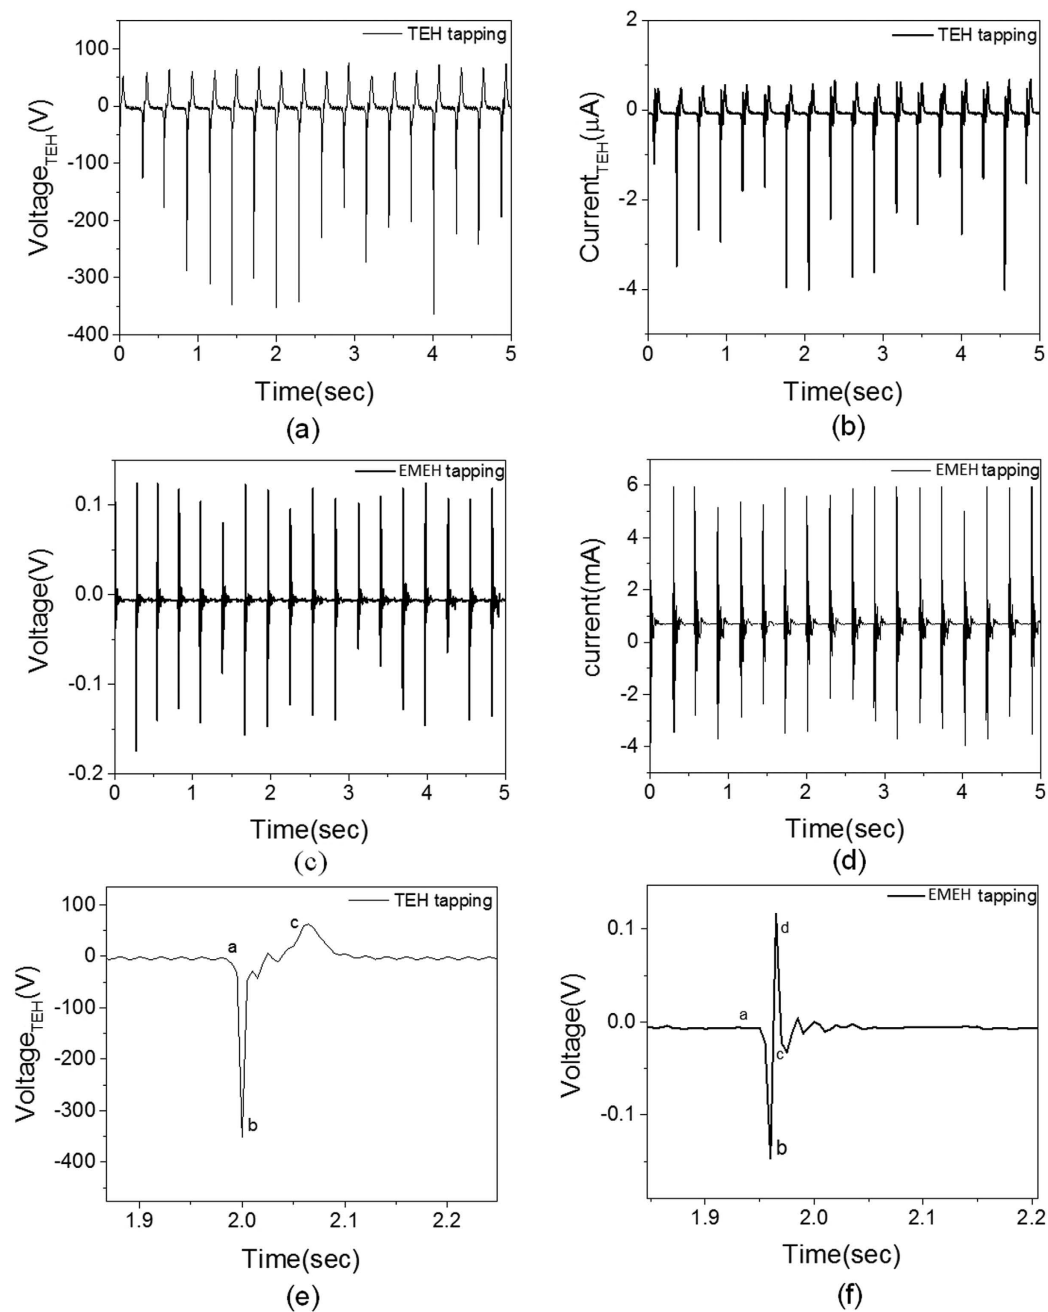 TEH tapping
100
0
-100
-200
-300
-400
Voltage_TEH(V)
0 1 2 3 4 5
Time(sec)
(a)
TEH tapping
2
0
-2
-4
Current_TEH(μA)
0 1 2 3 4 5
Time(sec)
(b)
EMEH tapping
0.1
0.0
-0.1
-0.2
Voltage(V)
0 1 2 3 4 5
Time(sec)
(c)
EMEH tapping
6
4
2
0
-2
-4
current(mA)
0 1 2 3 4 5
Time(sec)
(d)
TEH tapping
100
0
-100
-200
-300
-400
Voltage_TEH(V)
a
b
c
1.9 2.0 2.1 2.2
Time(sec)
(e)
EMEH tapping
0.1
0.0
-0.1
Voltage(V)
a
b
c
d
1.9 2.0 2.1 2.2
Time(sec)
(f)